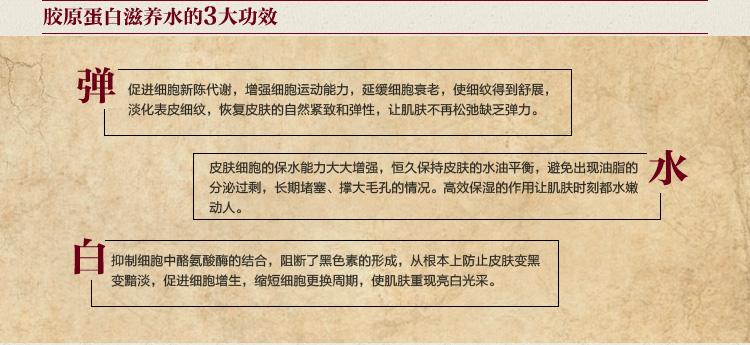 胶原蛋白滋养水的3大功效
弹
促进细胞新陈代谢，增强细胞运动能力，延缓细胞衰老，使细纹得到舒展，
淡化表皮细纹，恢复皮肤的自然紧致和弹性，让肌肤不再松弛缺乏弹力。
水
皮肤细胞的保水能力大大增强，恒久保持皮肤的水油平衡，避免出现油脂的
分泌过剩，长期堵塞、撑大毛孔的情况。高效保湿的作用让肌肤时刻都水嫩
动人。
白
抑制细胞中酪氨酸酶的结合，阻断了黑色素的形成，从根本上防止皮肤变黑
变黯淡，促进细胞增生，缩短细胞更换周期，使肌肤重现亮白光采。